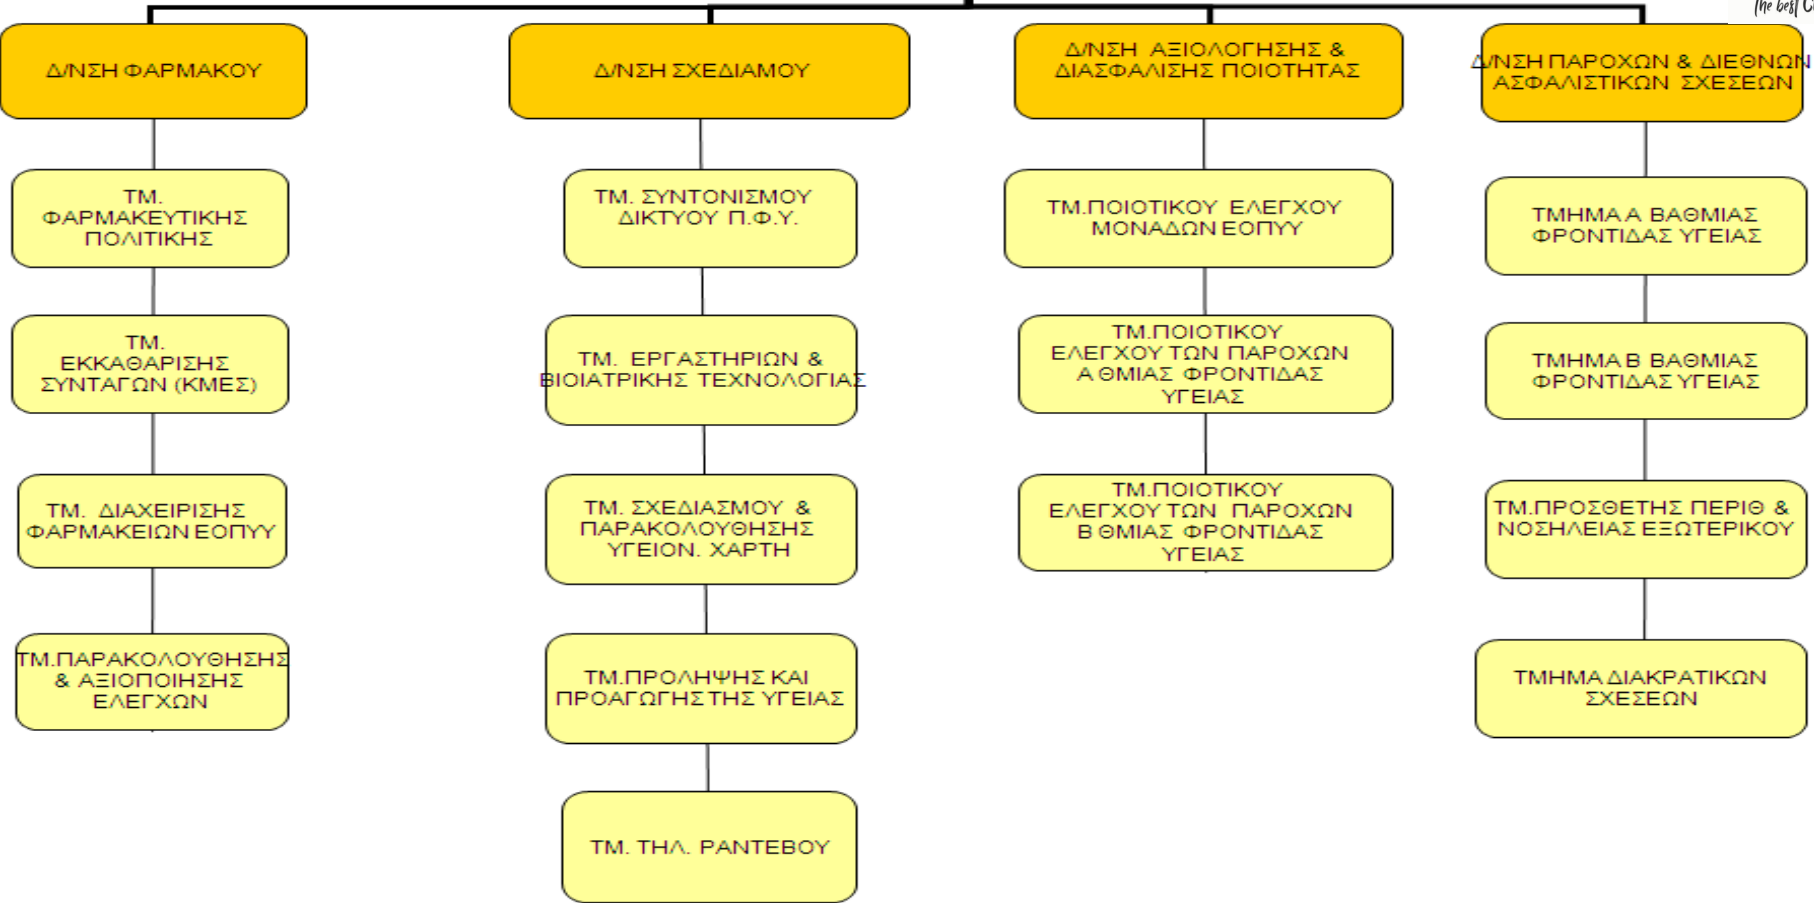 The best
Δ/ΝΣΗ ΦΑΡΜΑΚΟΥ
ΤΜ.
ΦΑΡΜΑΚΕΥΤΙΚΗΣ
ΠΟΛΙΤΙΚΗΣ
ΤΜ.
ΕΚΚΑΘΑΡΙΣΗΣ
ΣΥΝΤΑΓΩΝ (ΚΜΕΣ)
ΤΜ. ΔΙΑΧΕΙΡΙΣΗΣ
ΦΑΡΜΑΚΕΙΩΝ ΕΟΠΥΥ
ΤΜ.ΠΑΡΑΚΟΛΟΥΘΗΣΗΣ
& ΑΞΙΟΠΟΙΗΣΗΣ
ΕΛΕΓΧΩΝ
Δ/ΝΣΗ ΣΧΕΔΙΑΜΟΥ
ΤΜ. ΣΥΝΤΟΝΙΣΜΟΥ
ΔΙΚΤΥΟΥ Π.Φ.Υ.
ΤΜ. ΕΡΓΑΣΤΗΡΙΩΝ &
ΒΙΟΙΑΤΡΙΚΗΣ ΤΕΧΝΟΛΟΓΙΑΣ
ΤΜ. ΣΧΕΔΙΑΣΜΟΥ &
ΠΑΡΑΚΟΛΟΥΘΗΣΗΣ
ΥΓΕΙΟΝ. ΧΑΡΤΗ
ΤΜ.ΠΡΟΛΗΨΗΣ ΚΑΙ
ΠΡΟΑΓΩΓΗΣ ΤΗΣ ΥΓΕΙΑΣ
ΤΜ. ΤΗΛ. ΡΑΝΤΕΒΟΥ
Δ/ΝΣΗ ΑΞΙΟΛΟΓΗΣΗΣ &
ΔΙΑΣΦΑΛΙΣΗΣ ΠΟΙΟΤΗΤΑΣ
ΤΜ.ΠΟΙΟΤΙΚΟΥ ΕΛΕΓΧΟΥ
ΜΟΝΑΔΩΝ ΕΟΠΥΥ
ΤΜ.ΠΟΙΟΤΙΚΟΥ
ΕΛΕΓΧΟΥ ΤΩΝ ΠΑΡΟΧΩΝ
Α ΘΜΙΑΣ ΦΡΟΝΤΙΔΑΣ
ΥΓΕΙΑΣ
ΤΜ.ΠΟΙΟΤΙΚΟΥ
ΕΛΕΓΧΟΥ ΤΩΝ ΠΑΡΟΧΩΝ
Β ΘΜΙΑΣ ΦΡΟΝΤΙΔΑΣ
ΥΓΕΙΑΣ
Δ/ΝΣΗ ΠΑΡΟΧΩΝ & ΔΙΕΘΝΩΝ
ΑΣΦΑΛΙΣΤΙΚΩΝ ΣΧΕΣΕΩΝ
ΤΜΗΜΑ Α ΒΑΘΜΙΑΣ
ΦΡΟΝΤΙΔΑΣ ΥΓΕΙΑΣ
ΤΜΗΜΑ Β ΒΑΘΜΙΑΣ
ΦΡΟΝΤΙΔΑΣ ΥΓΕΙΑΣ
ΤΜ.ΠΡΟΣΘΕΤΗΣ ΠΕΡΙΘ &
ΝΟΣΗΛΕΙΑΣ ΕΞΩΤΕΡΙΚΟΥ
ΤΜΗΜΑ ΔΙΑΚΡΑΤΙΚΩΝ
ΣΧΕΣΕΩΝ